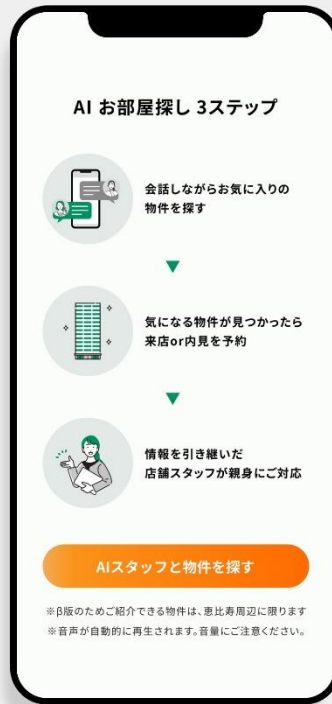 AI お部屋探し 3ステップ
会話しながらお気に入りの
物件を探す
気になる物件が見つかったら
来店or内見を予約
情報を引き継いだ
店舗スタッフが親身にご対応
AIスタッフと物件を探す
※β版のためご紹介できる物件は、恵比寿周辺に限ります
※音声が自動的に再生されます。音量にご注意ください。